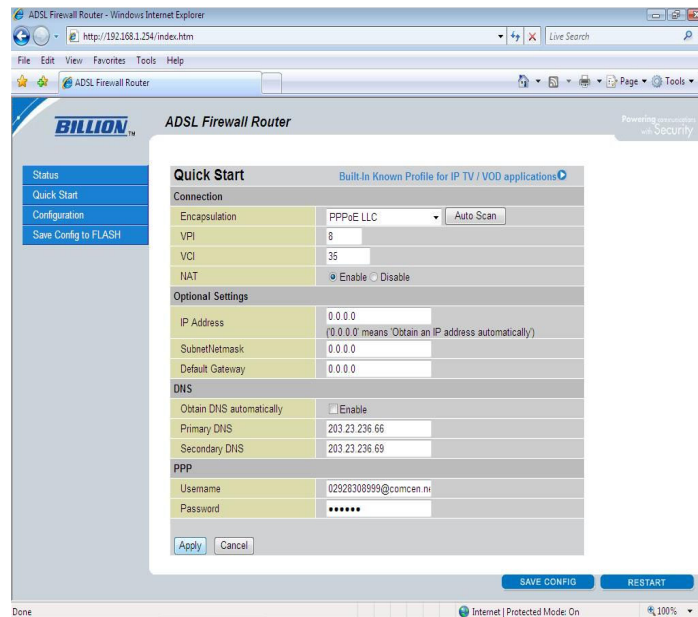 ADSL Firewall Router - Windows Internet Explorer
http://192.168.1.254/index.htm
Live Search
File Edit View Favorites Tools Help
ADSL Firewall Router
Page Tools
BILLION TM
ADSL Firewall Router
Powering communications
with Security
Status
Quick Start
Configuration
Save Config to FLASH
Quick Start Built-In Known Profile for IP TV / VOD applications
Connection
Encapsulation PPPoE LLC Auto Scan
VPI 8
VCI 35
NAT Enable Disable
Optional Settings
IP Address 0.0.0.0
('0.0.0.0' means 'Obtain an IP address automatically')
SubnetNetmask 0.0.0.0
Default Gateway 0.0.0.0
DNS
Obtain DNS automatically Enable
Primary DNS 203.23.236.66
Secondary DNS 203.23.236.69
PPP
Username 02928308999@comcen.ne
Password ••••••
Apply Cancel
SAVE CONFIG RESTART
Done Internet | Protected Mode: On 100%